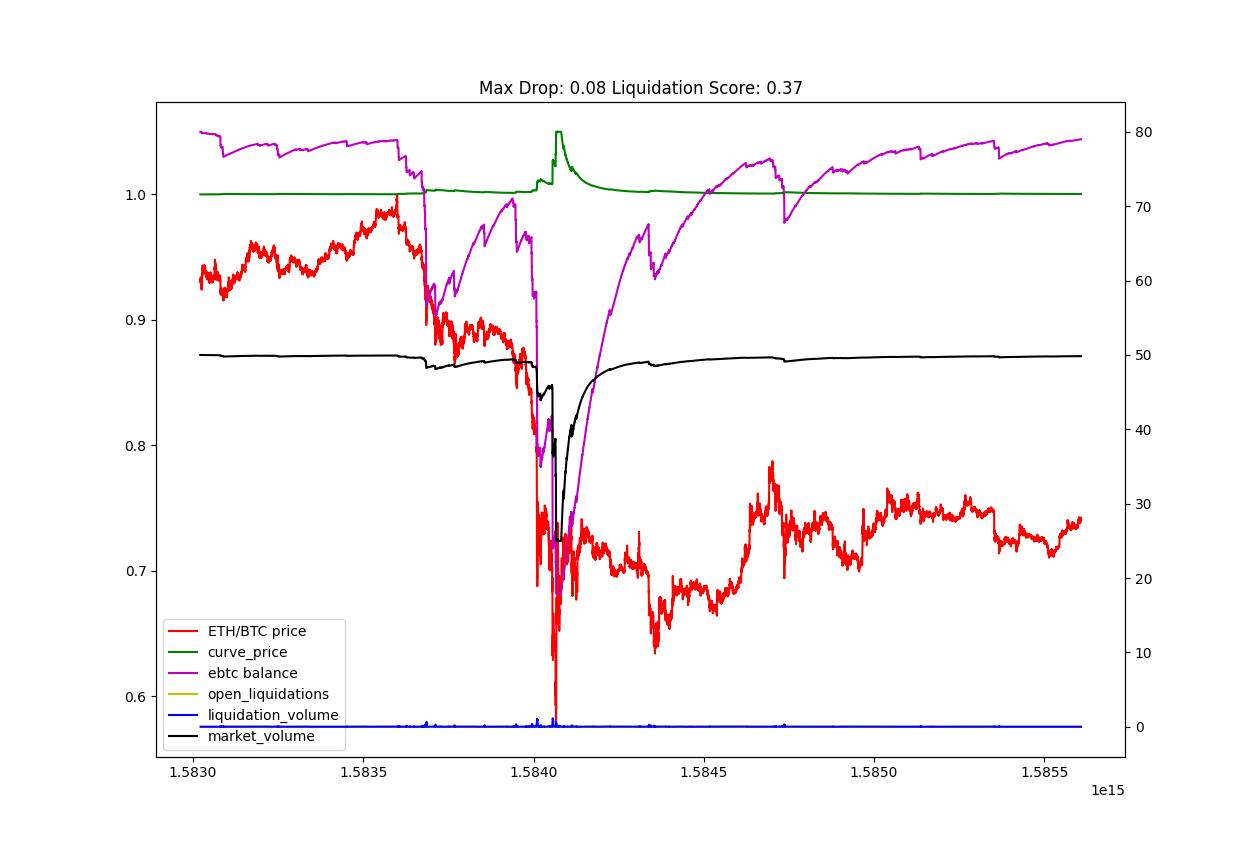 Max Drop: 0.08 Liquidation Score: 0.37
1.0
0.9
0.8
0.7
0.6
80
70
60
50
40
30
20
10
0
ETH/BTC price
curve_price
ebtc balance
open_liquidations
liquidation_volume
market_volume
1.5830 1.5835 1.5840 1.5845 1.5850 1.5855
1e15